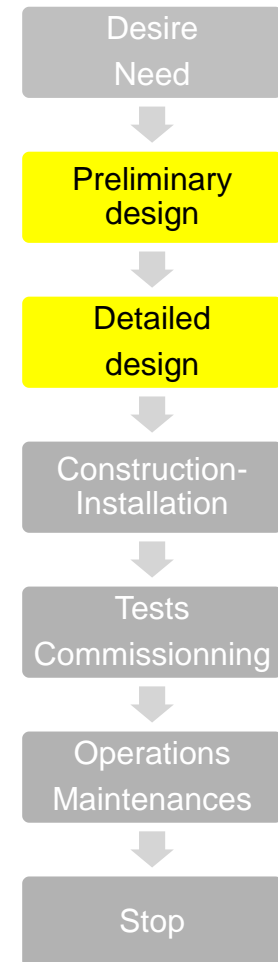 Desire
Need
Preliminary
design
Detailed
design
Construction-
Installation
Tests
Commissionning
Operations
Maintenances
Stop